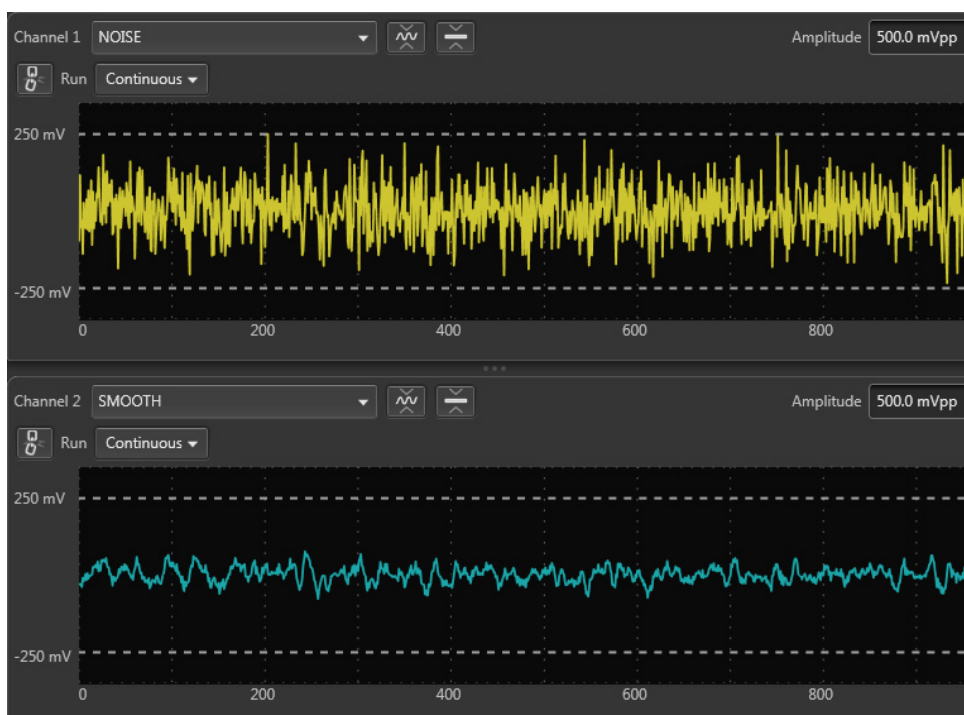 Channel 1 NOISE Amplitude 500.0 mVpp
Run Continuous
250 mV
-250 mV
0 200 400 600 800
Channel 2 SMOOTH Amplitude 500.0 mVpp
Run Continuous
250 mV
-250 mV
0 200 400 600 800